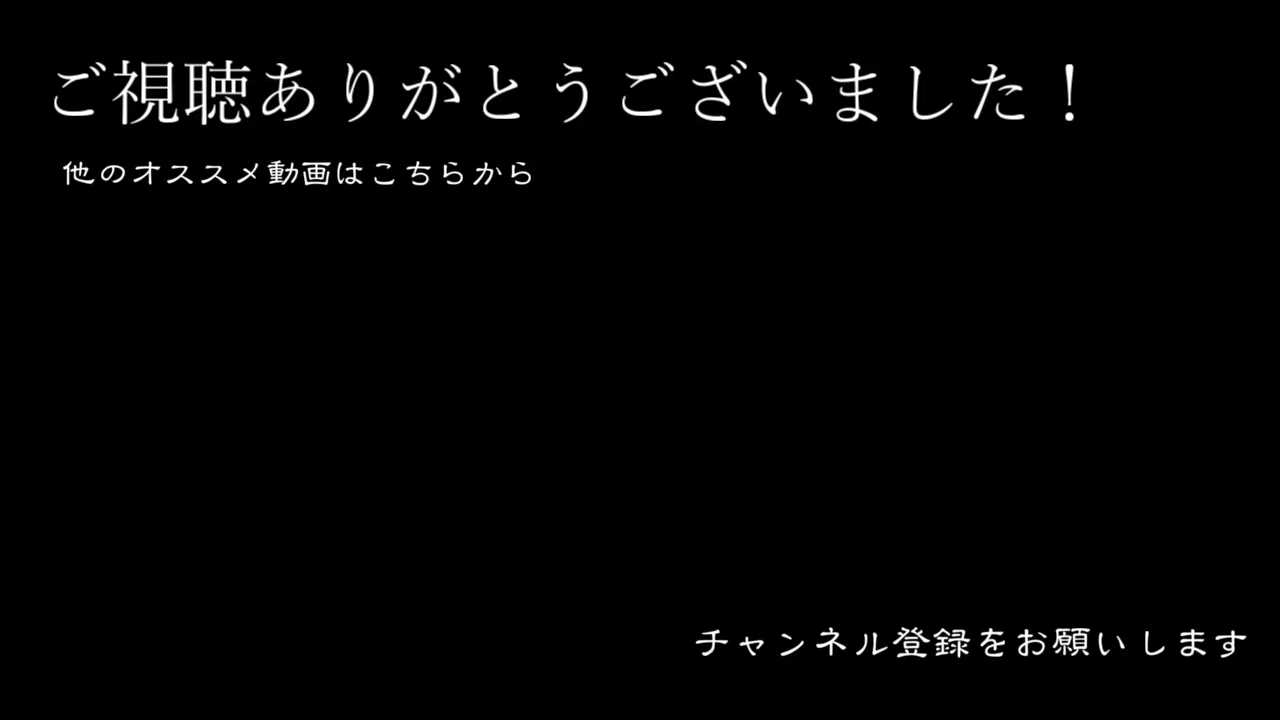 ご視聴ありがとうございました！
他のオススメ動画はこちらから
チャンネル登録をお願いします